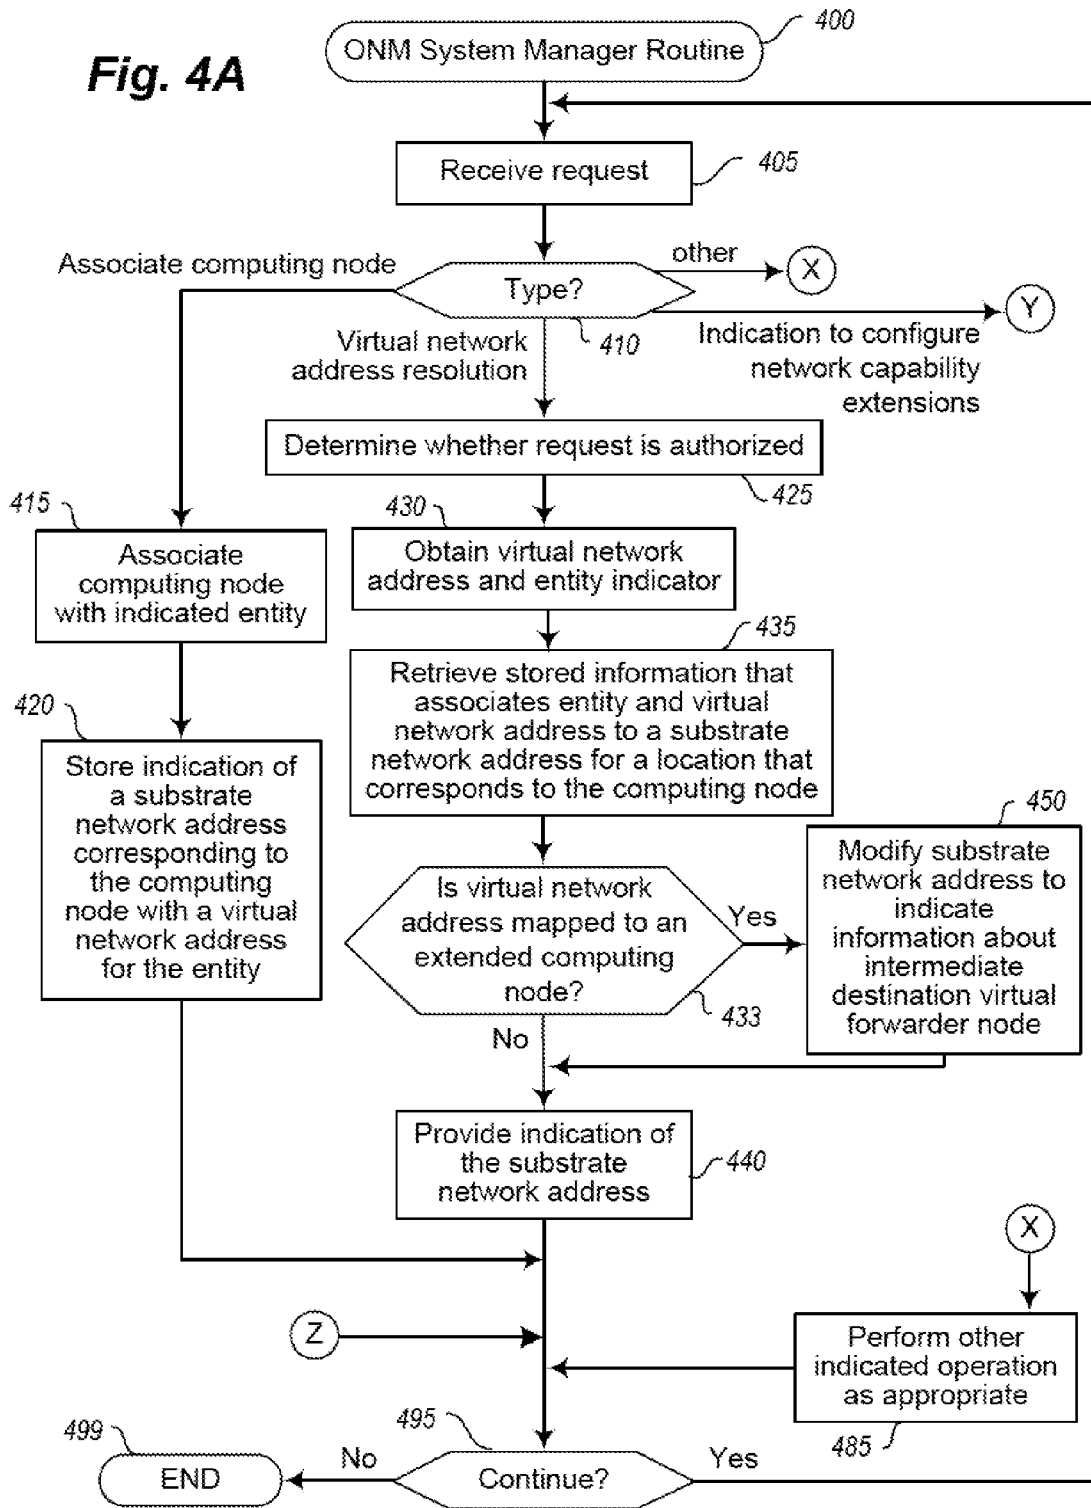 Fig. 4A
ONM System Manager Routine
400
Receive request
405
Associate computing node
Type?
410
other
X
Y
Indication to configure
network capability
extensions
Virtual network
address resolution
Determine whether request is authorized
425
415
Associate
computing node
with indicated entity
430
Obtain virtual network
address and entity indicator
435
Retrieve stored information that
associates entity and virtual
network address to a substrate
network address for a location that
corresponds to the computing node
420
Store indication of
a substrate
network address
corresponding to
the computing
node with a virtual
network address
for the entity
Is virtual network
address mapped to an
extended computing
node?
433
Yes
No
450
Modify substrate
network address to
indicate
information about
intermediate
destination virtual
forwarder node
Provide indication of
the substrate
network address
440
X
Z
Perform other
indicated operation
as appropriate
485
495
Continue?
Yes
No
499
END